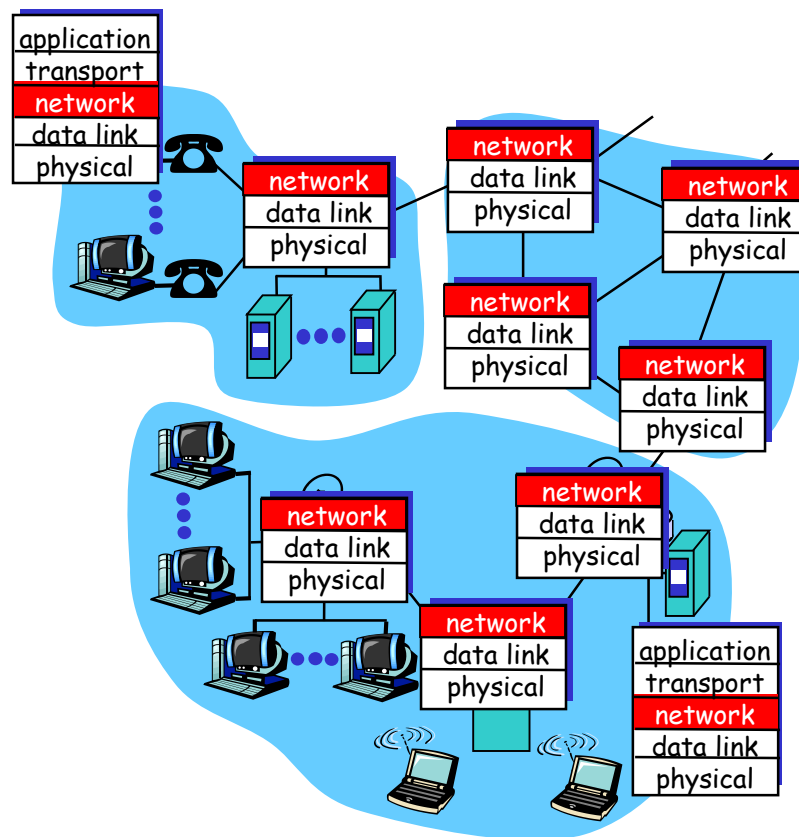 application
transport
network
data link
physical
network
data link
physical
network
data link
physical
network
data link
physical
network
data link
physical
network
data link
physical
network
data link
physical
network
data link
physical
network
data link
physical
application
transport
network
data link
physical